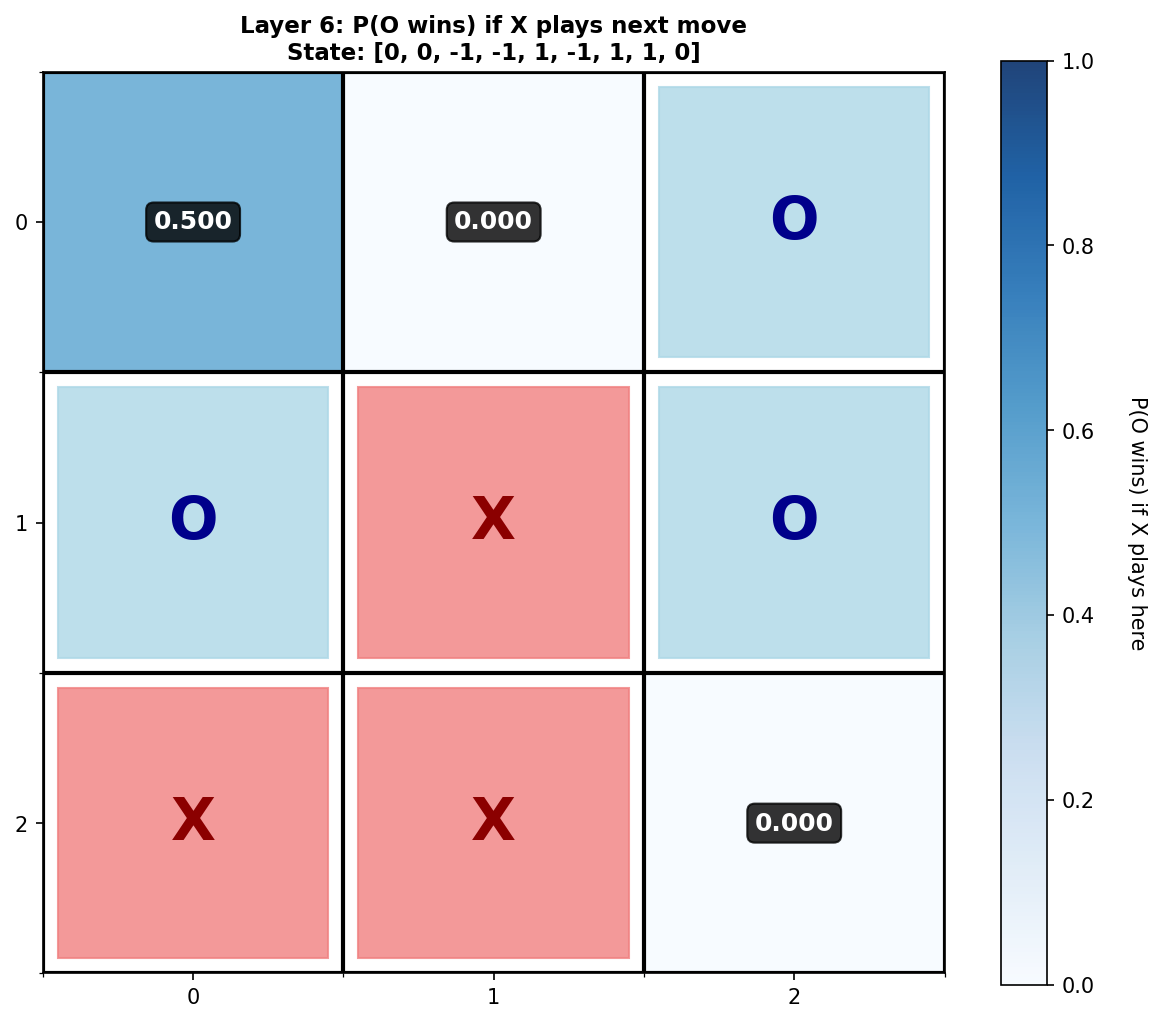 Layer 6: P(O wins) if X plays next move
State: [0, 0, -1, -1, 1, -1, 1, 1, 0]
0
0.500
0.000
O
1
O
X
O
2
X
X
0.000
0
1
2
1.0
0.8
0.6
0.4
0.2
0.0
P(O wins) if X plays here